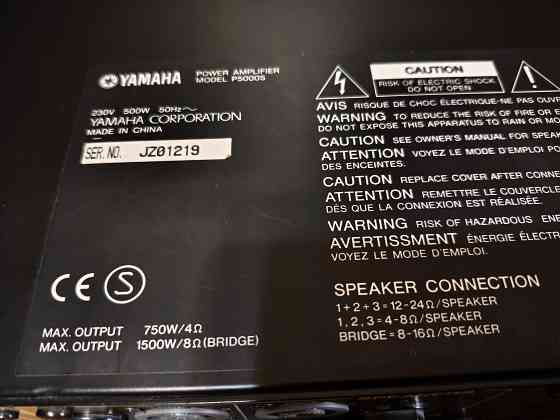 YAMAHA POWER AMPLIFIER
MODEL P5000S
230V 500W 50Hz~
YAMAHA CORPORATION
MADE IN CHINA
SER. NO. JZ01219
CE S
MAX. OUTPUT 750W/4Ω
MAX. OUTPUT 1500W/8Ω(BRIDGE)
CAUTION
RISK OF ELECTRIC SHOCK
DO NOT OPEN
AVIS RISQUE DE CHOC ÉLECTRIQUE-NE PAS OUV
WARNING TO REDUCE THE RISK OF FIRE OR E
DO NOT EXPOSE THIS APPARATUS TO RAIN OR MO
CAUTION SEE OWNER'S MANUAL FOR SPEA
ATTENTION VOYEZ LE MODE D'EMPLOI PO
DES ENCEINTES.
CAUTION REPLACE COVER AFTER CONNE
ATTENTION REMETTRE LE COUVERCLE
DÈS QUE LA CONNEXION EST RÉALISÉE.
WARNING RISK OF HAZARDOUS ENE
AVERTISSMENT ÉNERGIE ÉLECTR
VOYEZ LE MODE D'EMPLOI.
SPEAKER CONNECTION
1+2+3=12-24Ω/SPEAKER
1, 2, 3=4-8Ω/SPEAKER
BRIDGE=8-16Ω/SPEAKER